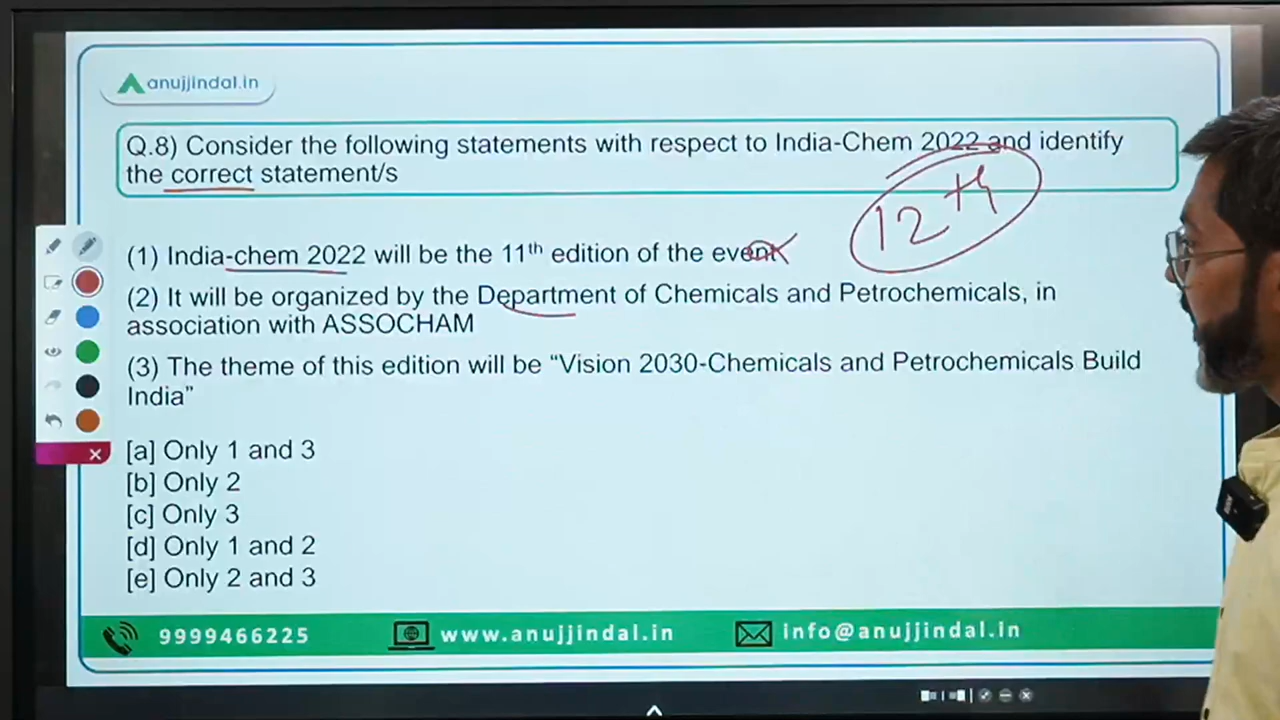 anujjindal.in
Q.8) Consider the following statements with respect to India-Chem 2022 and identify
the correct statement/s
12th
(1) India-chem 2022 will be the 11th edition of the event
(2) It will be organized by the Department of Chemicals and Petrochemicals, in
association with ASSOCHAM
(3) The theme of this edition will be “Vision 2030-Chemicals and Petrochemicals Build
India”
[a] Only 1 and 3
[b] Only 2
[c] Only 3
[d] Only 1 and 2
[e] Only 2 and 3
9999466225 www.anujjindal.in info@anujjindal.in